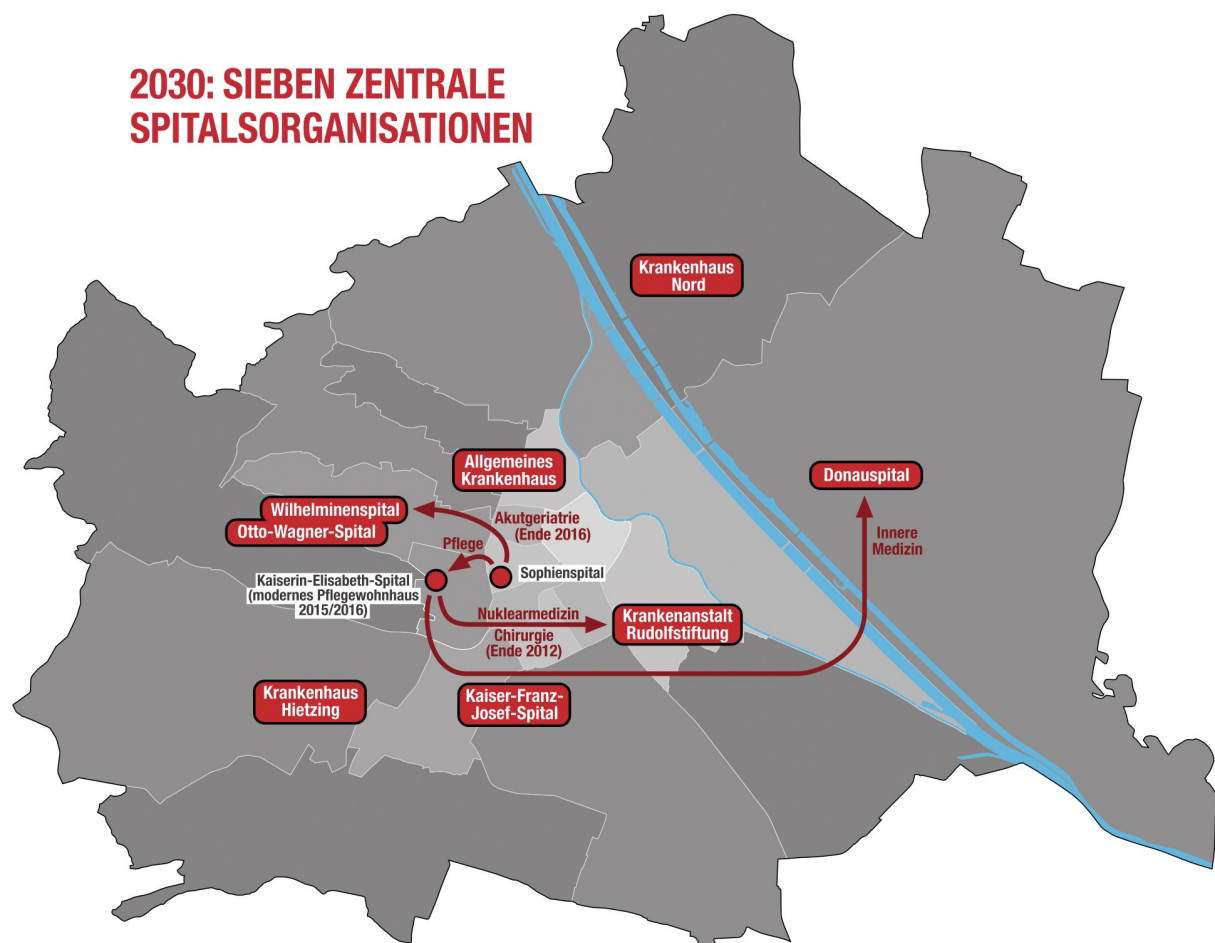 2030: SIEBEN ZENTRALE
SPITALSORGANISATIONEN
Krankenhaus
Nord
Allgemeines
Krankenhaus
Donauspital
Wilhelminenspital
Otto-Wagner-Spital
Akutgeriatrie
(Ende 2016)
Innere
Medizin
Pflege
Sophienspital
Kaiserin-Elisabeth-Spital
(modernes Pflegewohnhaus
2015/2016)
Nuklearmedizin
Chirurgie
(Ende 2012)
Krankenanstalt
Rudolfstiftung
Krankenhaus
Hietzing
Kaiser-Franz-
Josef-Spital